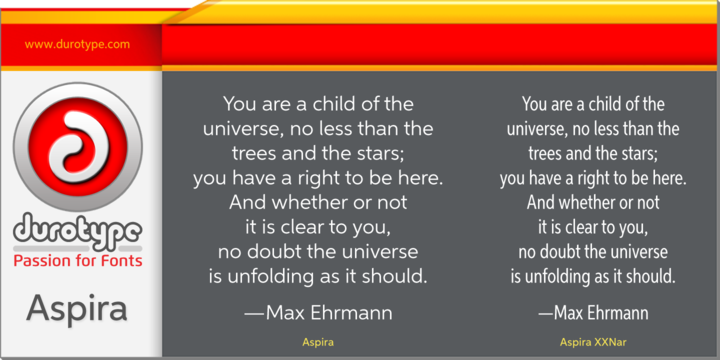 www.durotype.com
durotype
Passion for Fonts
Aspira
You are a child of the
universe, no less than the
trees and the stars;
you have a right to be here.
And whether or not
it is clear to you,
no doubt the universe
is unfolding as it should.
—Max Ehrmann
Aspira
You are a child of the
universe, no less than the
trees and the stars;
you have a right to be here.
And whether or not
it is clear to you,
no doubt the universe
is unfolding as it should.
—Max Ehrmann
Aspira XXNar